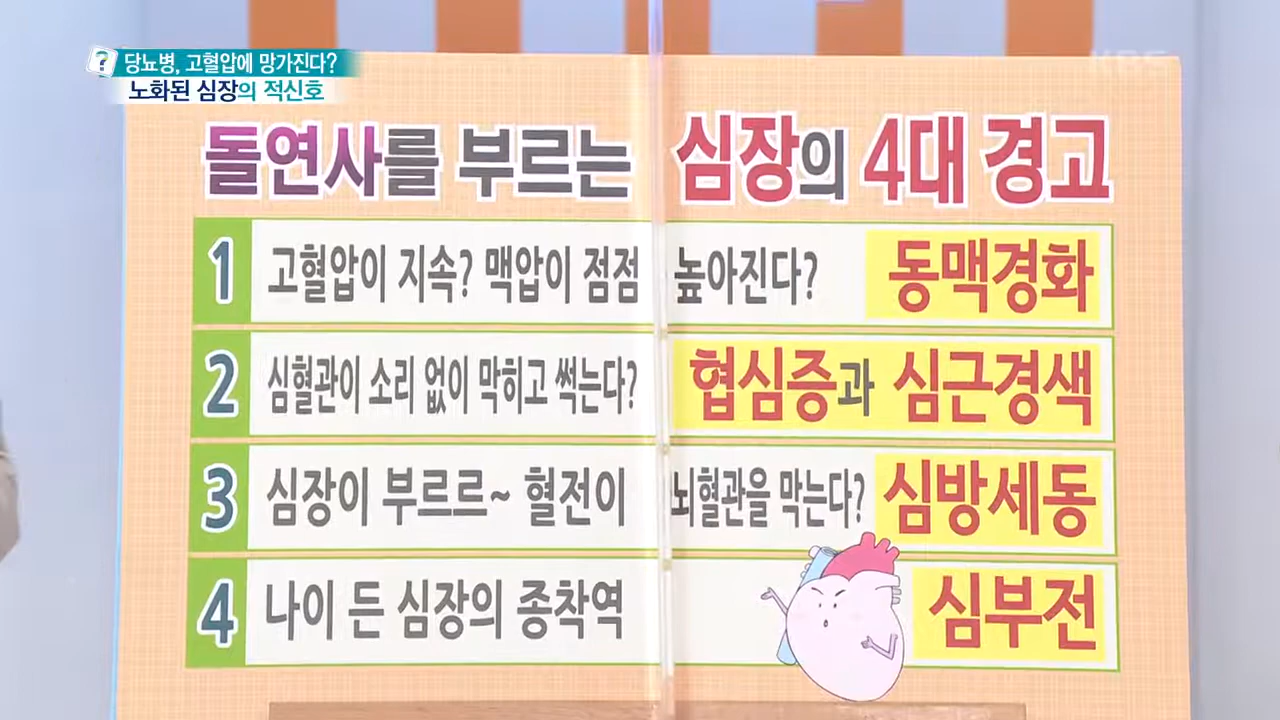 ? 당뇨병, 고혈압에 망가진다?
노화된 심장의 적신호
KBS
돌연사를 부르는 심장의 4대 경고
1 고혈압이 지속? 맥압이 점점 높아진다? 동맥경화
2 심혈관이 소리 없이 막히고 썩는다? 협심증과 심근경색
3 심장이 부르르~ 혈전이 뇌혈관을 막는다? 심방세동
4 나이 든 심장의 종착역 심부전